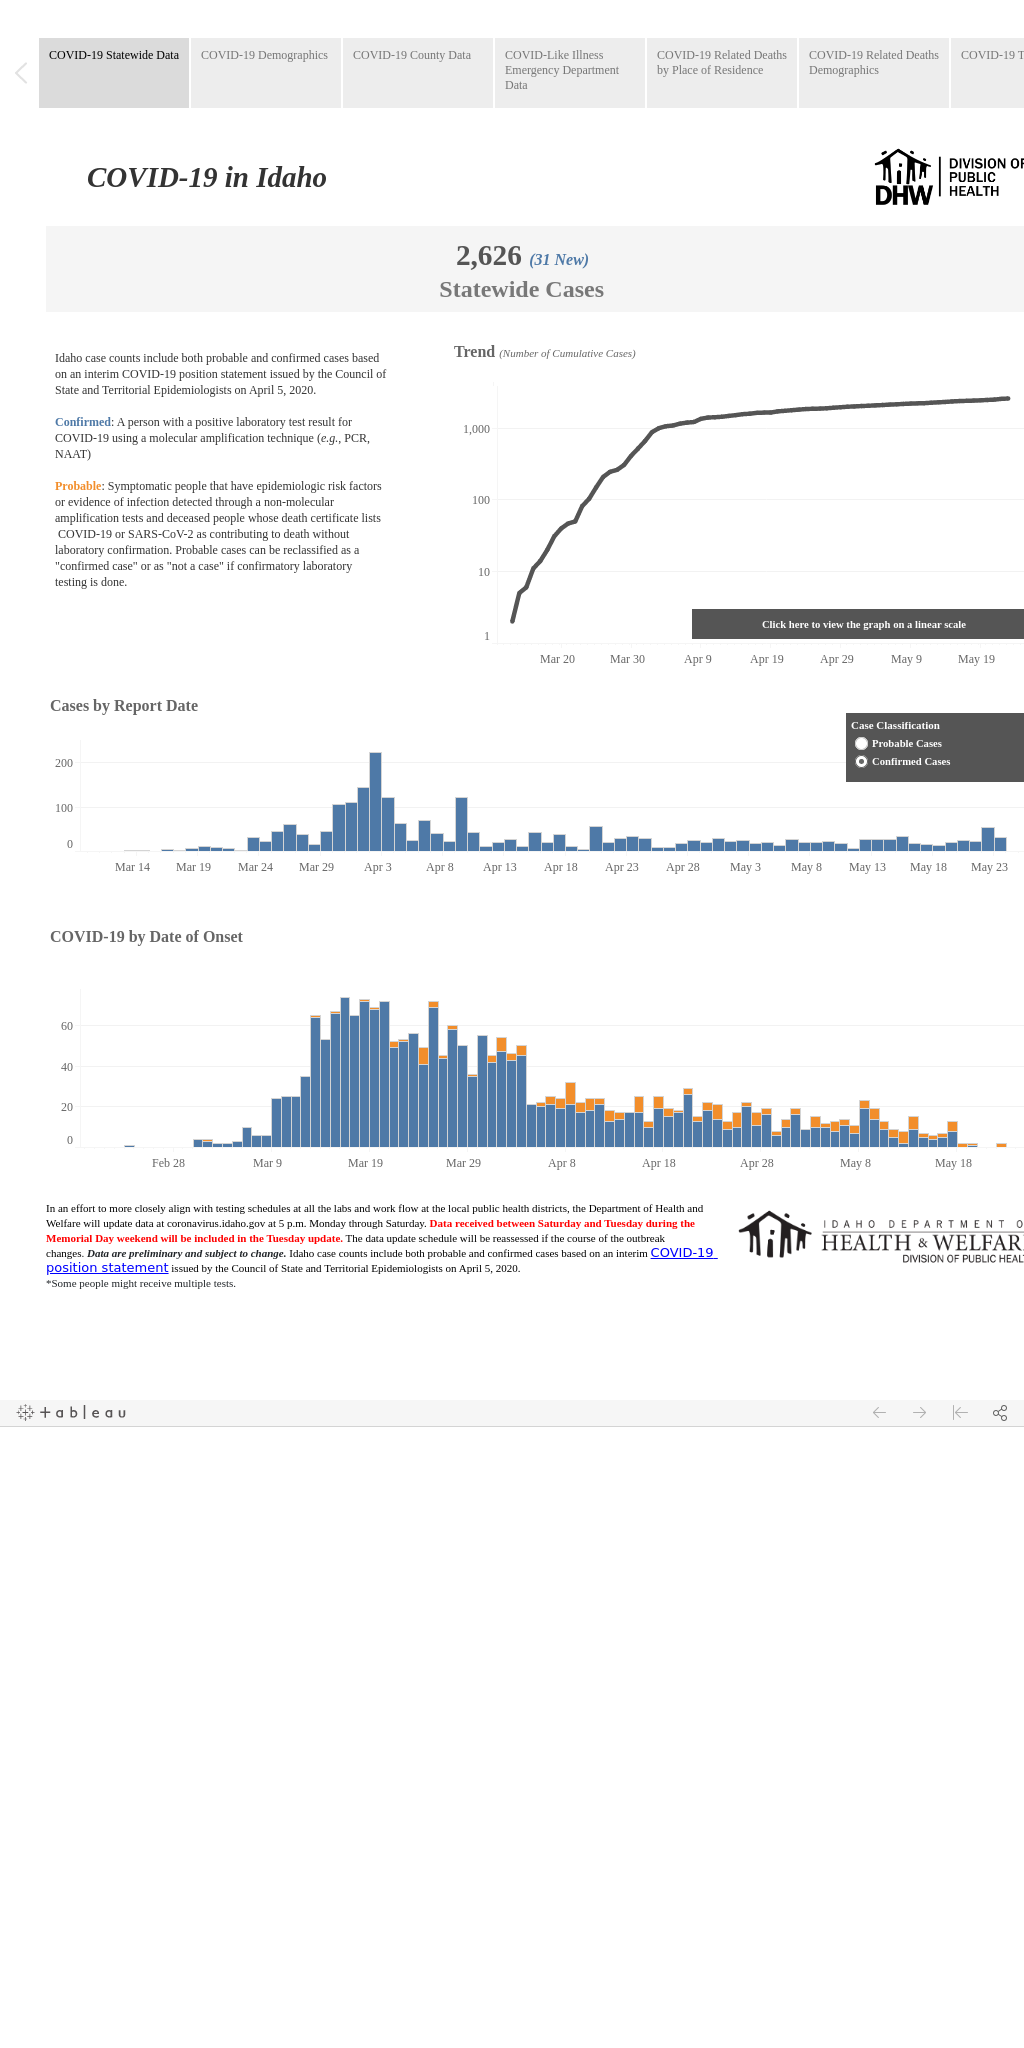 COVID-19 Statewide Data
COVID-19 Demographics
COVID-19 County Data
COVID-Like Illness
Emergency Department
Data
COVID-19 Related Deaths
by Place of Residence
COVID-19 Related Deaths
Demographics
COVID-19 T
COVID-19 in Idaho
DHW
DIVISION OF
PUBLIC
HEALTH
2,626 (31 New)
Statewide Cases
Idaho case counts include both probable and confirmed cases based
on an interim COVID-19 position statement issued by the Council of
State and Territorial Epidemiologists on April 5, 2020.
Confirmed: A person with a positive laboratory test result for
COVID-19 using a molecular amplification technique (e.g., PCR,
NAAT)
Probable: Symptomatic people that have epidemiologic risk factors
or evidence of infection detected through a non-molecular
amplification tests and deceased people whose death certificate lists
COVID-19 or SARS-CoV-2 as contributing to death without
laboratory confirmation. Probable cases can be reclassified as a
"confirmed case" or as "not a case" if confirmatory laboratory
testing is done.
Trend (Number of Cumulative Cases)
1,000
100
10
1
Click here to view the graph on a linear scale
Mar 20 Mar 30 Apr 9 Apr 19 Apr 29 May 9 May 19
Cases by Report Date
Case Classification
Probable Cases
Confirmed Cases
200
100
0
Mar 14 Mar 19 Mar 24 Mar 29 Apr 3 Apr 8 Apr 13 Apr 18 Apr 23 Apr 28 May 3 May 8 May 13 May 18 May 23
COVID-19 by Date of Onset
60
40
20
0
Feb 28 Mar 9 Mar 19 Mar 29 Apr 8 Apr 18 Apr 28 May 8 May 18
In an effort to more closely align with testing schedules at all the labs and work flow at the local public health districts, the Department of Health and
Welfare will update data at coronavirus.idaho.gov at 5 p.m. Monday through Saturday. Data received between Saturday and Tuesday during the
Memorial Day weekend will be included in the Tuesday update. The data update schedule will be reassessed if the course of the outbreak
changes. Data are preliminary and subject to change. Idaho case counts include both probable and confirmed cases based on an interim COVID-19
position statement issued by the Council of State and Territorial Epidemiologists on April 5, 2020.
*Some people might receive multiple tests.
IDAHO DEPARTMENT O
HEALTH & WELFARE
DIVISION OF PUBLIC HEAL
+ableau